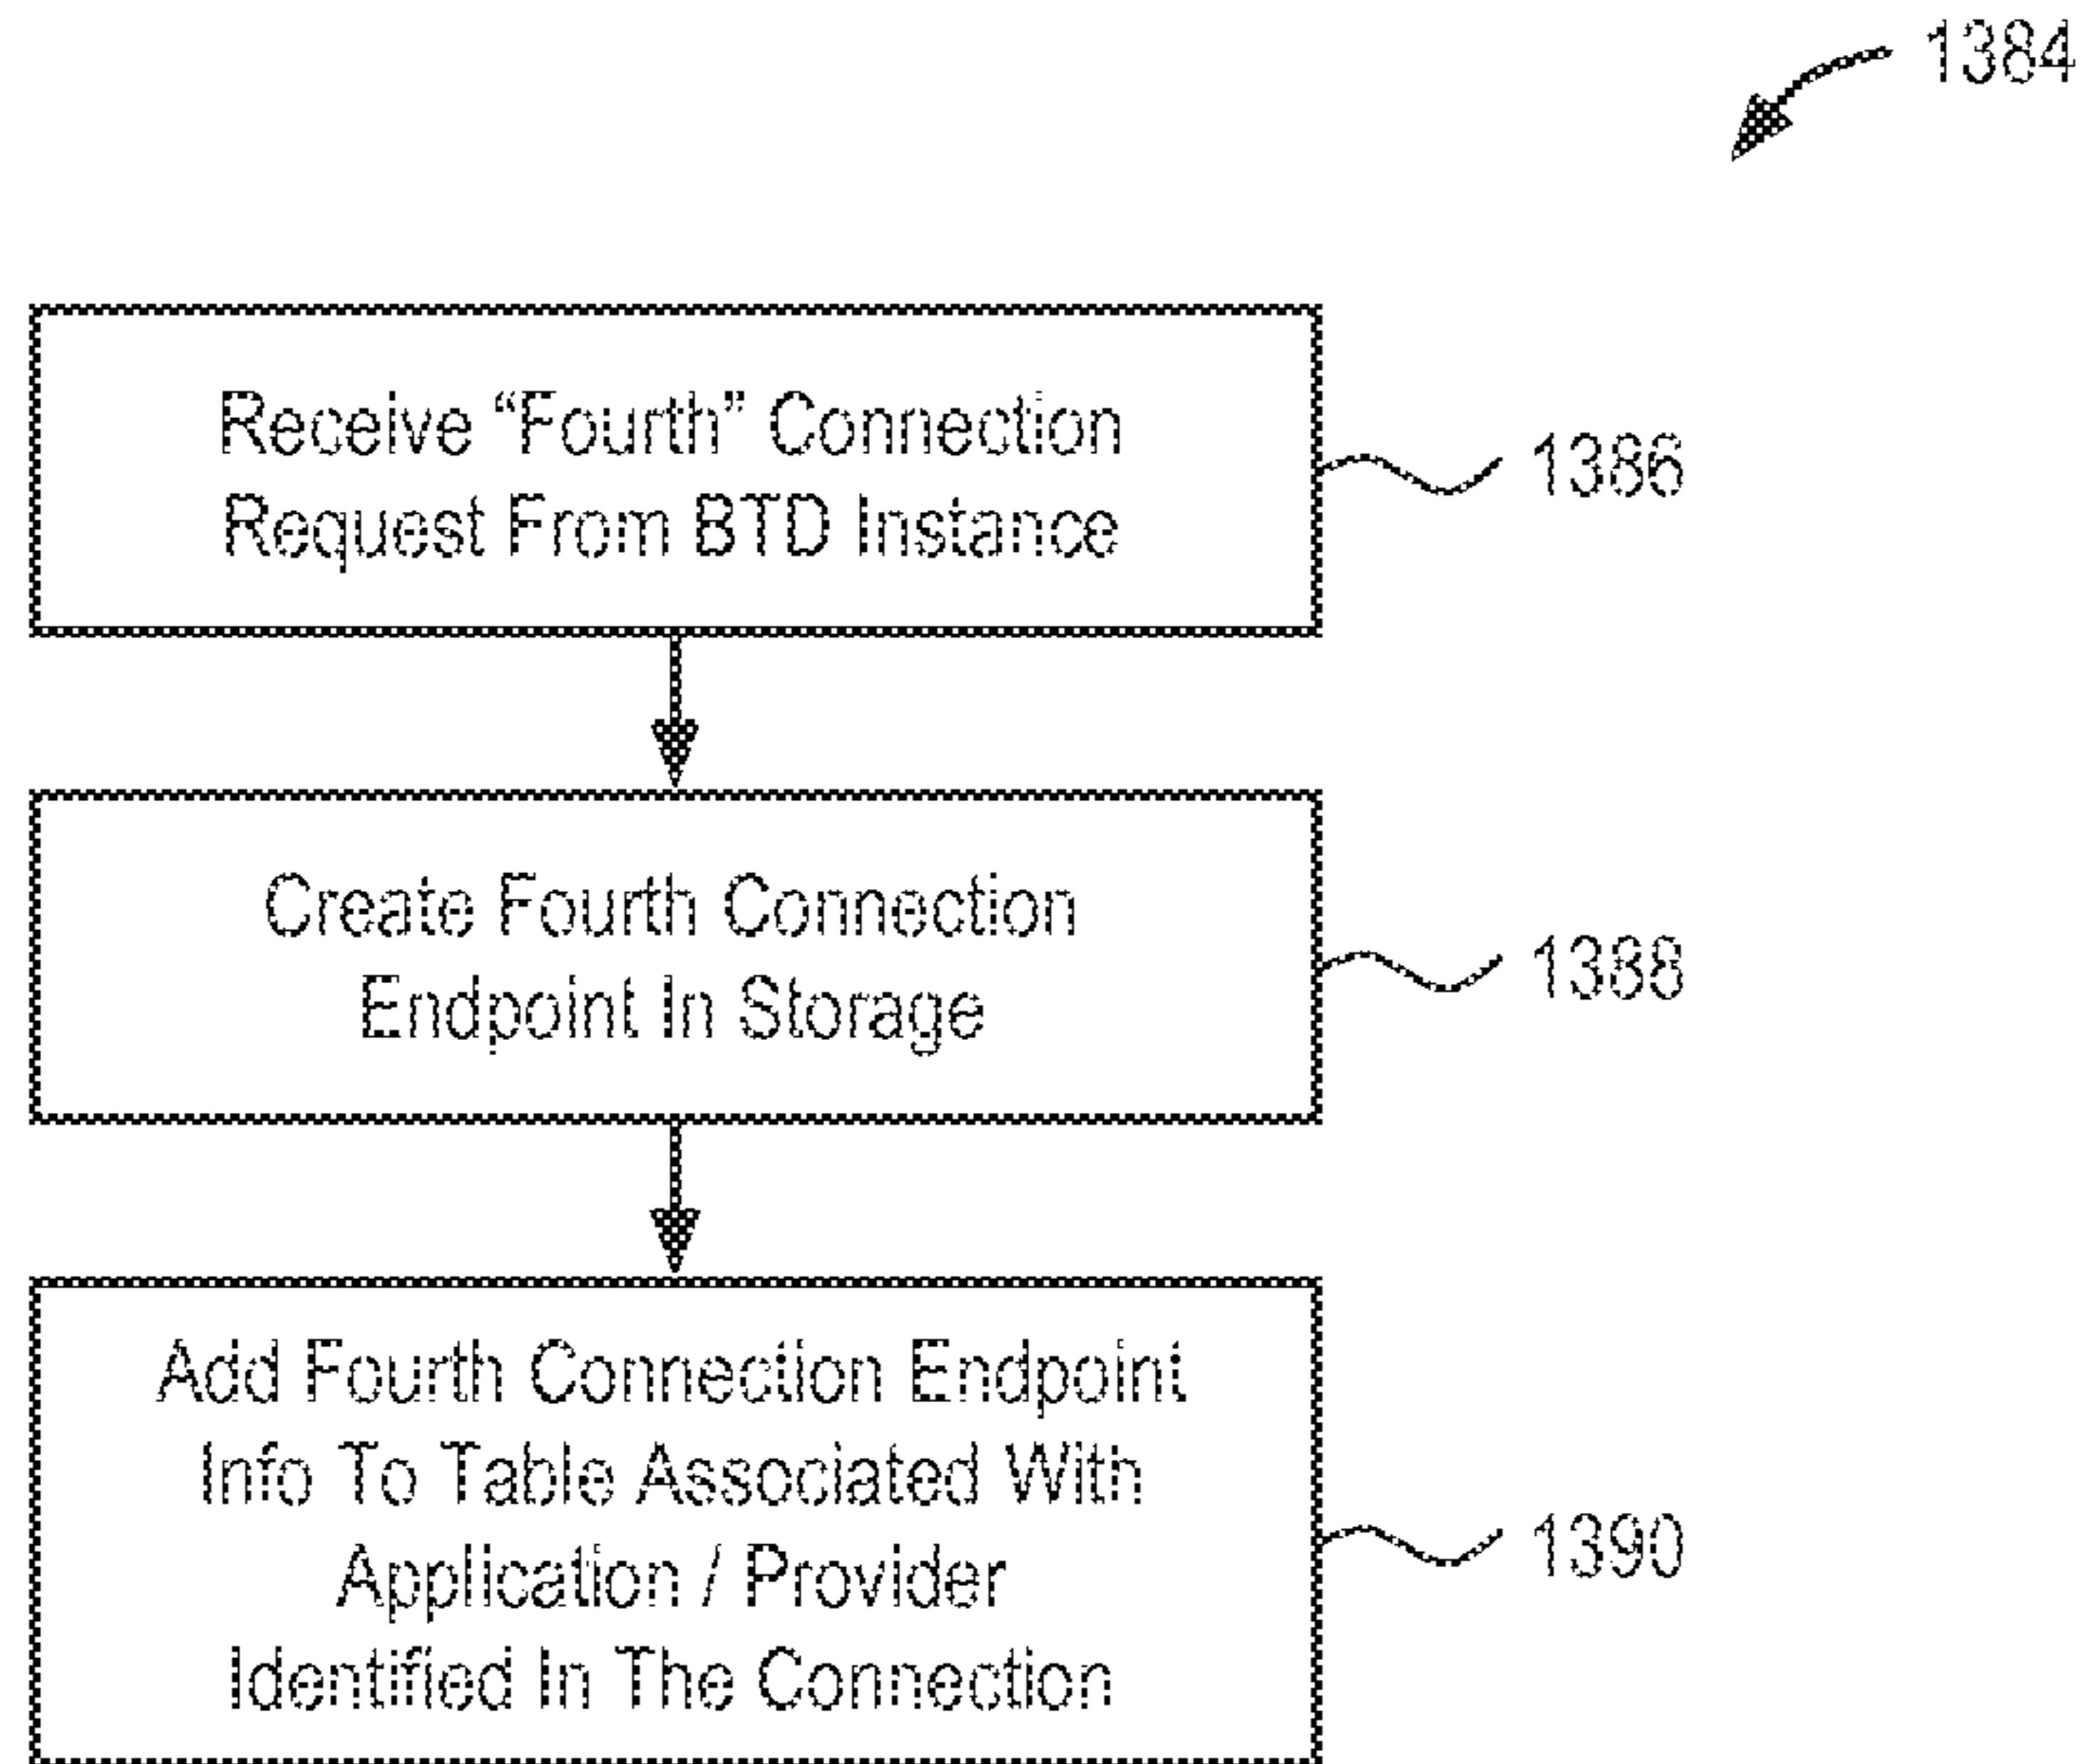 1384
Receive “Fourth” Connection
Request From BTD Instance
1386
Create Fourth Connection
Endpoint In Storage
1388
Add Fourth Connection Endpoint
Info To Table Associated With
Application / Provider
Identified In The Connection
1390